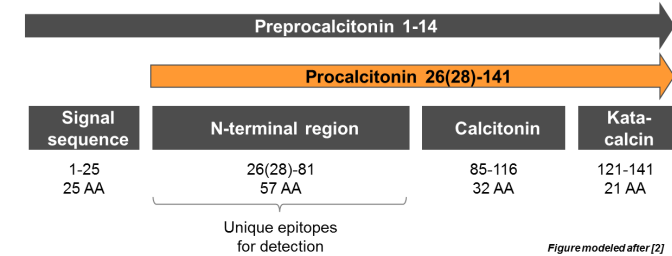 Preprocalcitonin 1-14
Procalcitonin 26(28)-141
Signal
sequence
N-terminal region
Calcitonin
Kata-
calcin
1-25
25 AA
26(28)-81
57 AA
85-116
32 AA
121-141
21 AA
Unique epitopes
for detection
Figure modeled after [2]